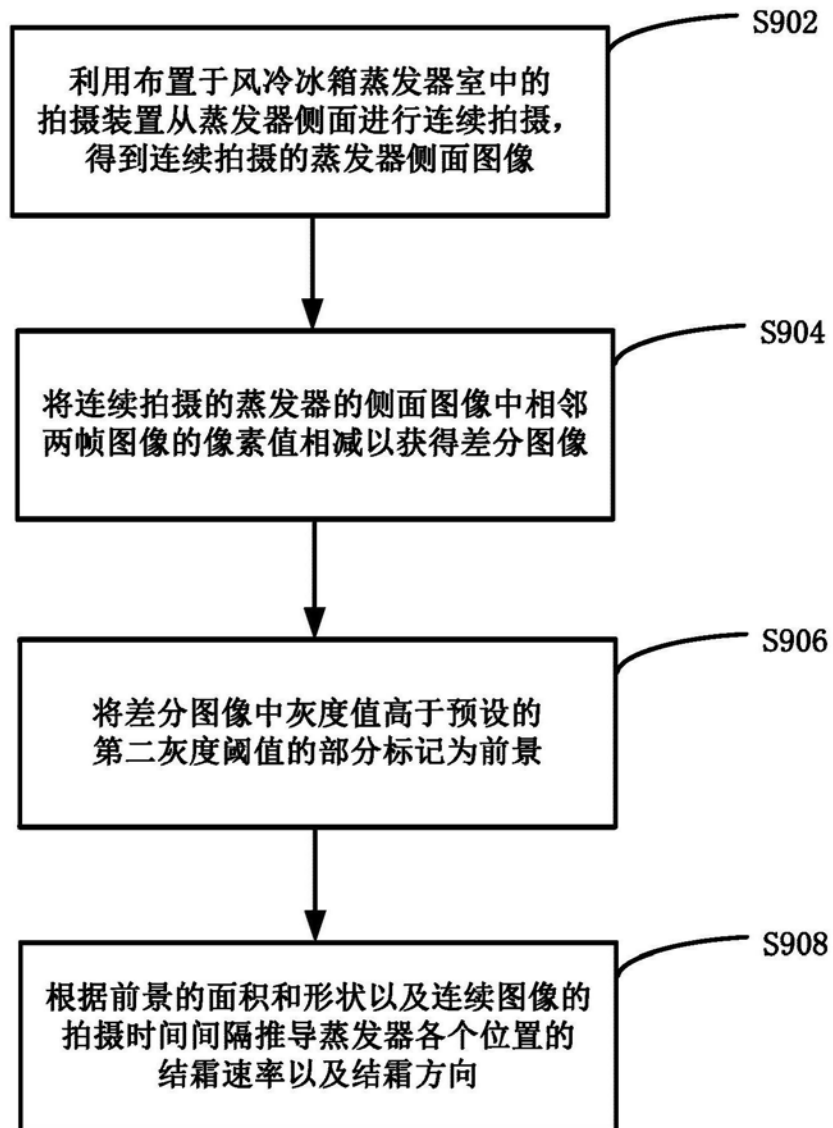 S902
利用布置于风冷冰箱蒸发器室中的
拍摄装置从蒸发器侧面进行连续拍摄，
得到连续拍摄的蒸发器侧面图像
S904
将连续拍摄的蒸发器的侧面图像中相邻
两帧图像的像素值相减以获得差分图像
S906
将差分图像中灰度值高于预设的
第二灰度阈值的部分标记为前景
S908
根据前景的面积和形状以及连续图像的
拍摄时间间隔推导蒸发器各个位置的
结霜速率以及结霜方向